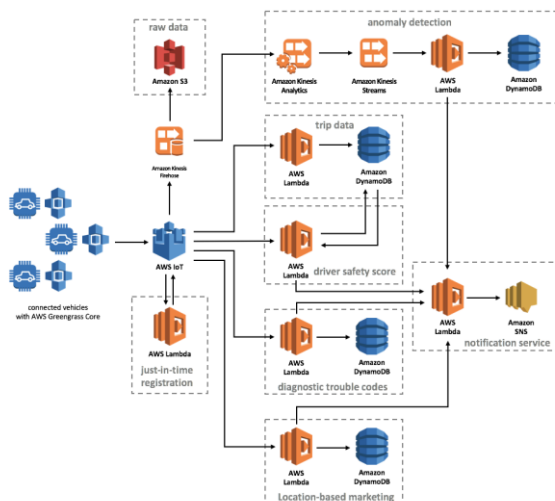 raw data
Amazon S3
anomaly detection
Amazon Kinesis
Analytics
Amazon Kinesis
Streams
AWS
Lambda
Amazon
DynamoDB
Amazon Kinesis
Firehose
trip data
AWS
Lambda
Amazon
DynamoDB
AWS IoT
connected vehicles
with AWS Greengrass Core
AWS
Lambda
driver safety score
AWS Lambda
just-in-time
registration
AWS
Lambda
Amazon
DynamoDB
diagnostic trouble codes
AWS
Lambda
Amazon
SNS
notification service
AWS
Lambda
Amazon
DynamoDB
Location-based marketing